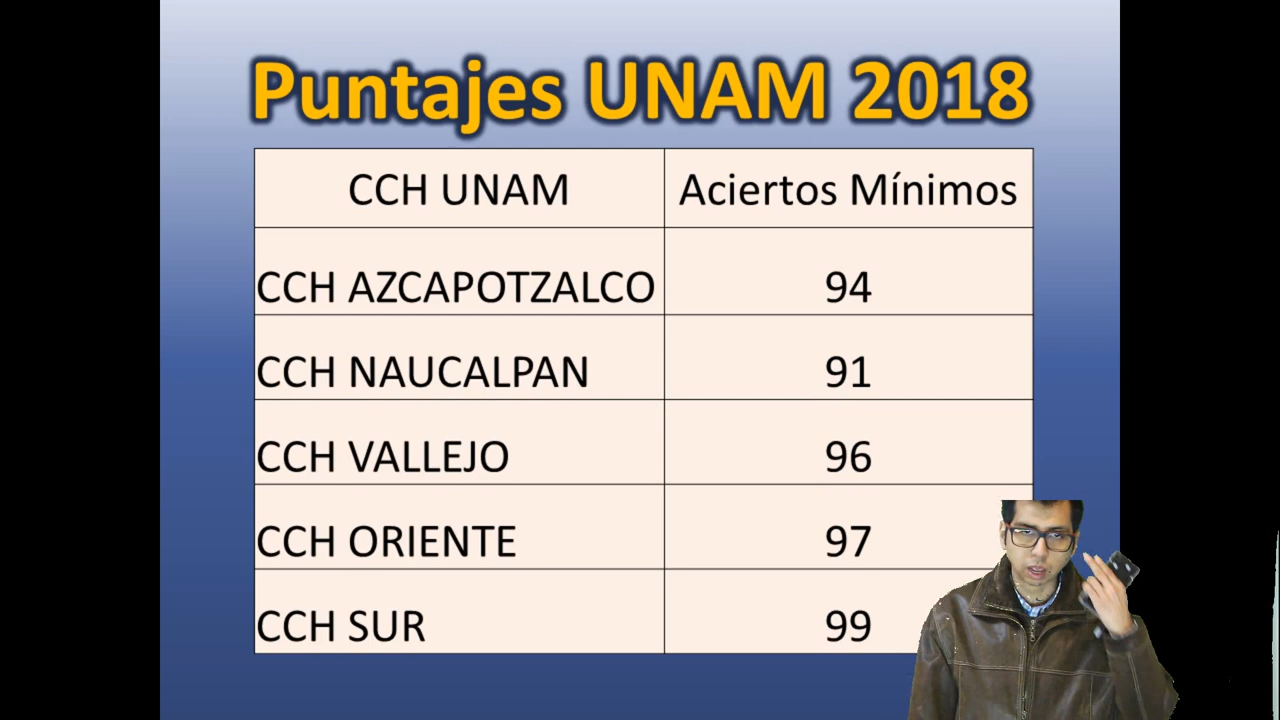 Puntajes UNAM 2018
CCH UNAM Aciertos Mínimos
CCH AZCAPOTZALCO 94
CCH NAUCALPAN 91
CCH VALLEJO 96
CCH ORIENTE 97
CCH SUR 99